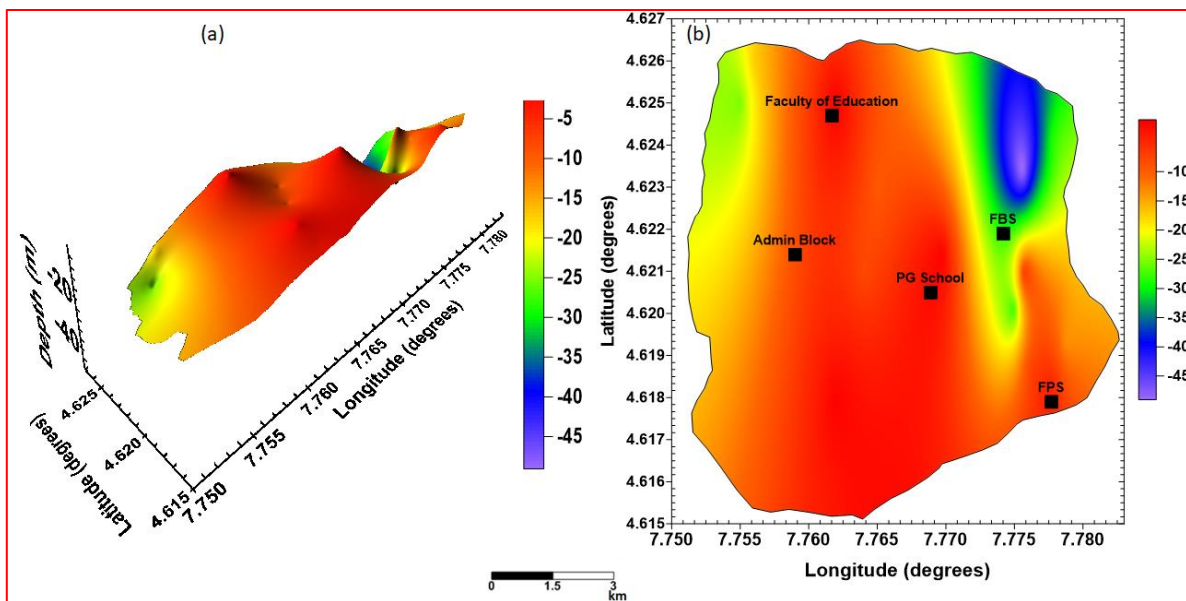 (a)
-5
-10
-15
-20
-25
-30
-35
-40
-45
Depth (m)
4.625
4.620
4.615
Latitude (degrees)
7.750
7.755
7.760
7.765
7.770
7.775
7.780
Longitude (degrees)
(b)
4.627
4.626
4.625
4.624
4.623
4.622
4.621
4.620
4.619
4.618
4.617
4.616
4.615
Latitude (degrees)
Faculty of Education
FBS
Admin Block
PG School
FPS
7.750 7.755 7.760 7.765 7.770 7.775 7.780
Longitude (degrees)
-10
-15
-20
-25
-30
-35
-40
-45
0 1.5 3
km